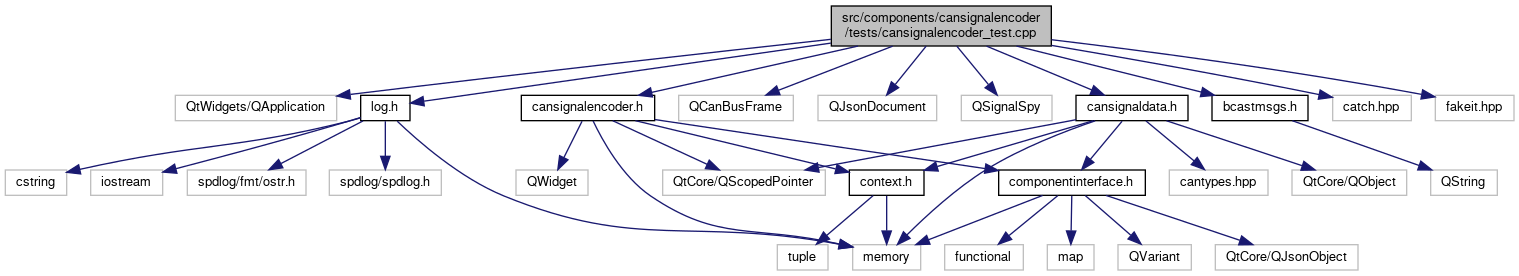 src/components/cansignalencoder
/tests/cansignalencoder_test.cpp
QtWidgets/QApplication
log.h
cansignalencoder.h
QCanBusFrame
QJsonDocument
QSignalSpy
cansignaldata.h
bcastmsgs.h
catch.hpp
fakeit.hpp
cstring
iostream
spdlog/fmt/ostr.h
spdlog/spdlog.h
QWidget
QtCore/QScopedPointer
context.h
componentinterface.h
cantypes.hpp
QtCore/QObject
QString
tuple
memory
functional
map
QVariant
QtCore/QJsonObject